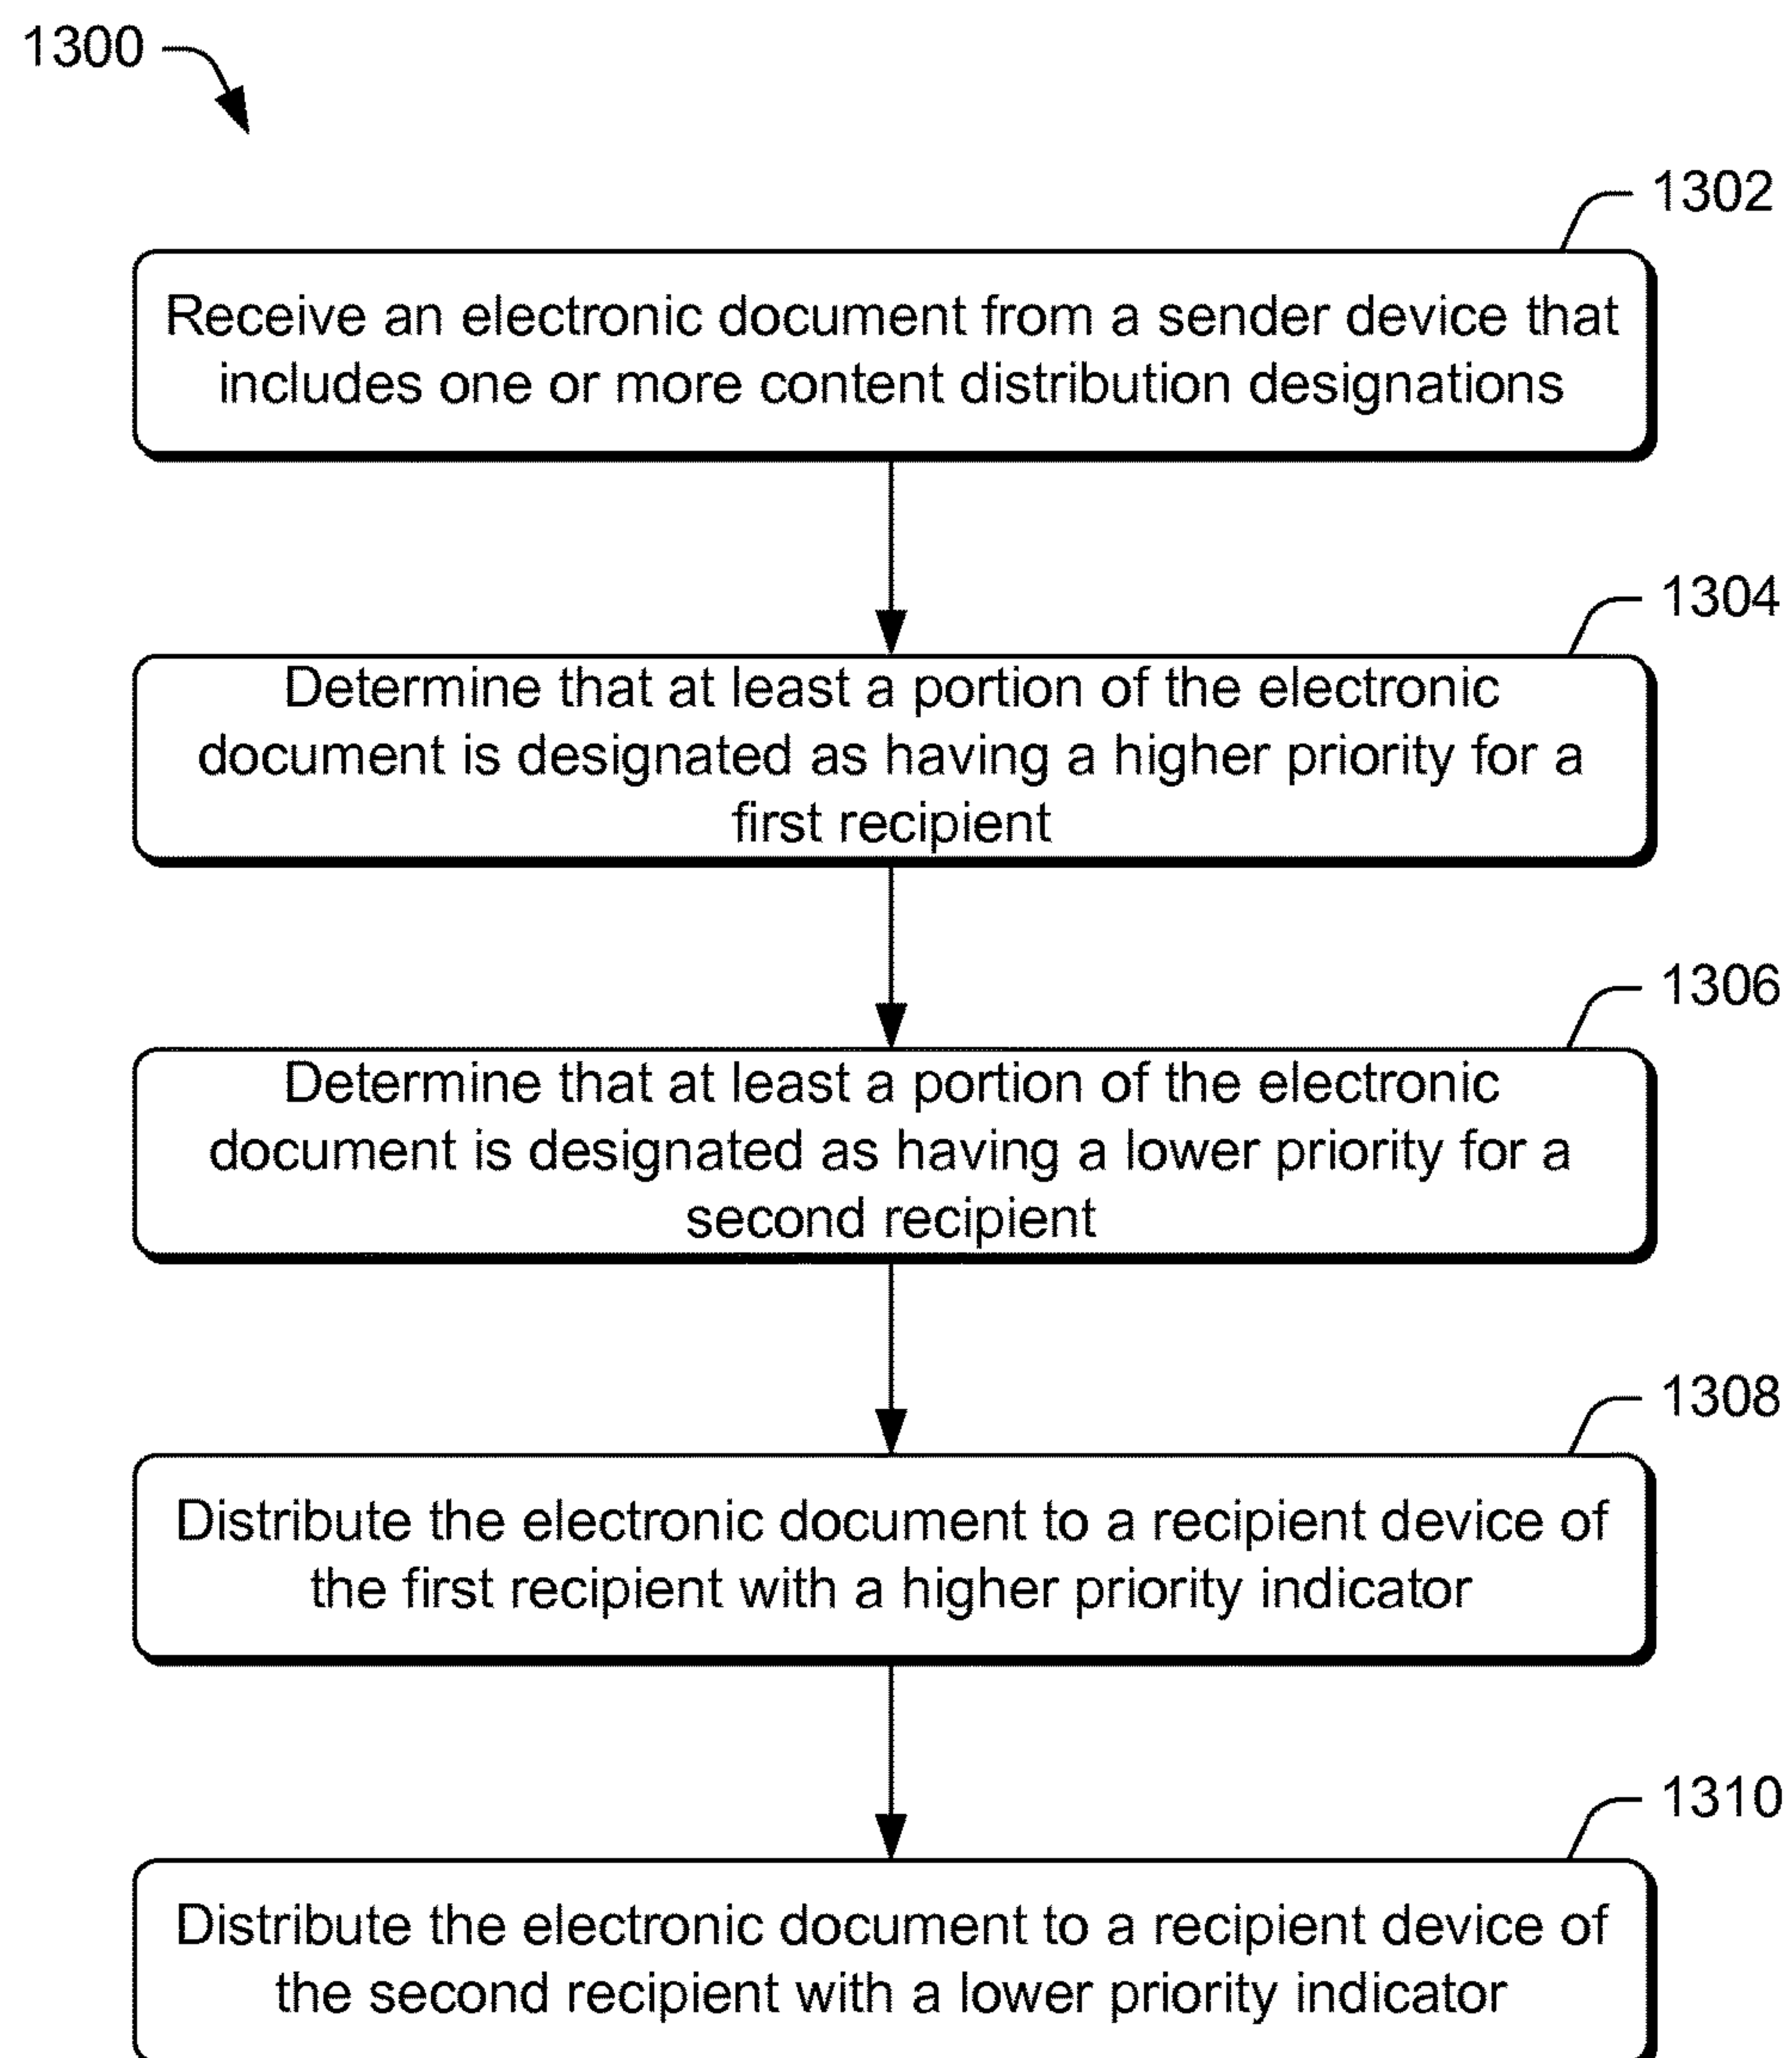 1300
1302
Receive an electronic document from a sender device that
includes one or more content distribution designations
1304
Determine that at least a portion of the electronic
document is designated as having a higher priority for a
first recipient
1306
Determine that at least a portion of the electronic
document is designated as having a lower priority for a
second recipient
1308
Distribute the electronic document to a recipient device of
the first recipient with a higher priority indicator
1310
Distribute the electronic document to a recipient device of
the second recipient with a lower priority indicator